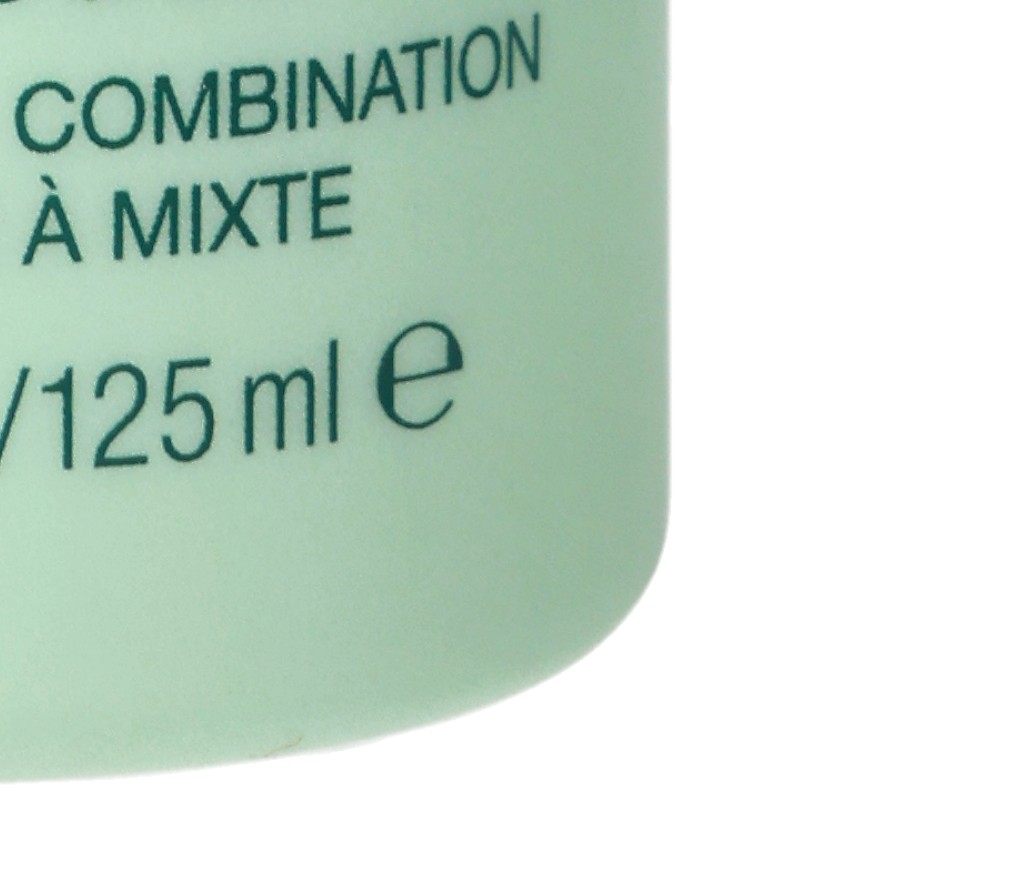 COMBINATION
À MIXTE
/125 ml ℮